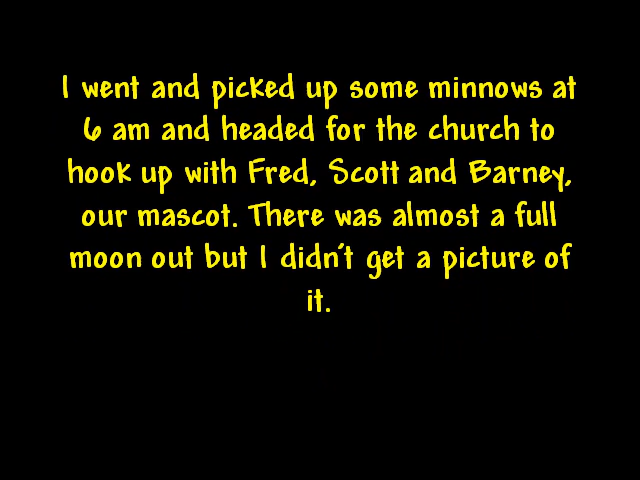 I went and picked up some minnows at
6 am and headed for the church to
hook up with Fred, Scott and Barney,
our mascot. There was almost a full
moon out but I didn't get a picture of
it.